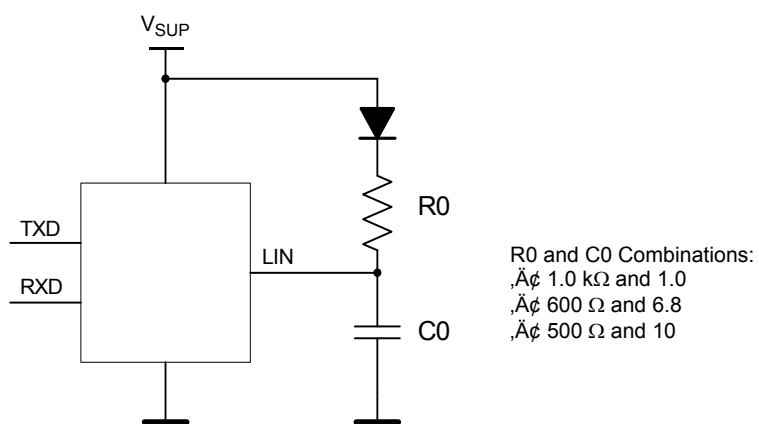 VSUP
TXD
RXD
LIN
R0
C0
R0 and C0 Combinations:
‚Ä¢ 1.0 kΩ and 1.0
‚Ä¢ 600 Ω and 6.8
‚Ä¢ 500 Ω and 10